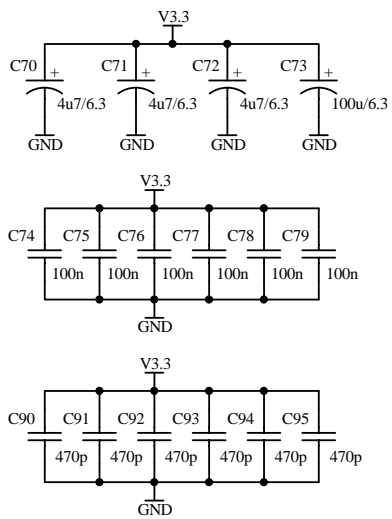 V3.3
C70 + C71 + C72 + C73 +
4u7/6.3 4u7/6.3 4u7/6.3 100u/6.3
GND GND GND GND
V3.3
C74 C75 C76 C77 C78 C79
100n 100n 100n 100n 100n 100n
GND
V3.3
C90 C91 C92 C93 C94 C95
470p 470p 470p 470p 470p 470p
GND